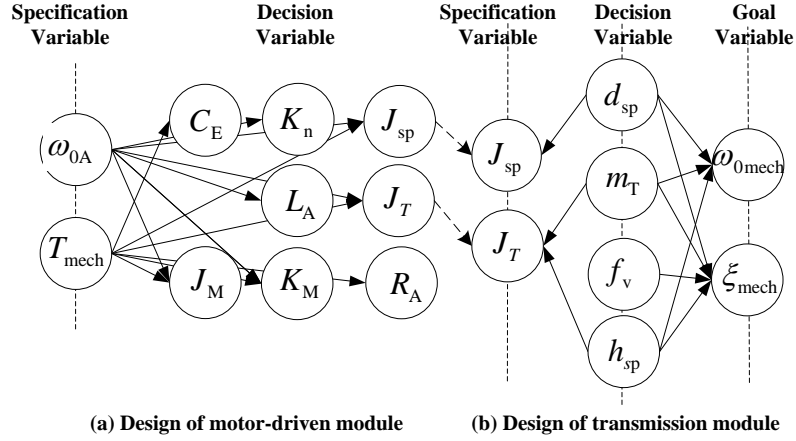 Specification Variable
Decision Variable
Specification Variable
Decision Variable
Goal Variable
ω0A
Tmech
CE
Kn
Jsp
LA
JT
JM
KM
RA
Jsp
JT
dsp
mT
fv
hsp
ω0mech
ξmech
(a) Design of motor-driven module
(b) Design of transmission module